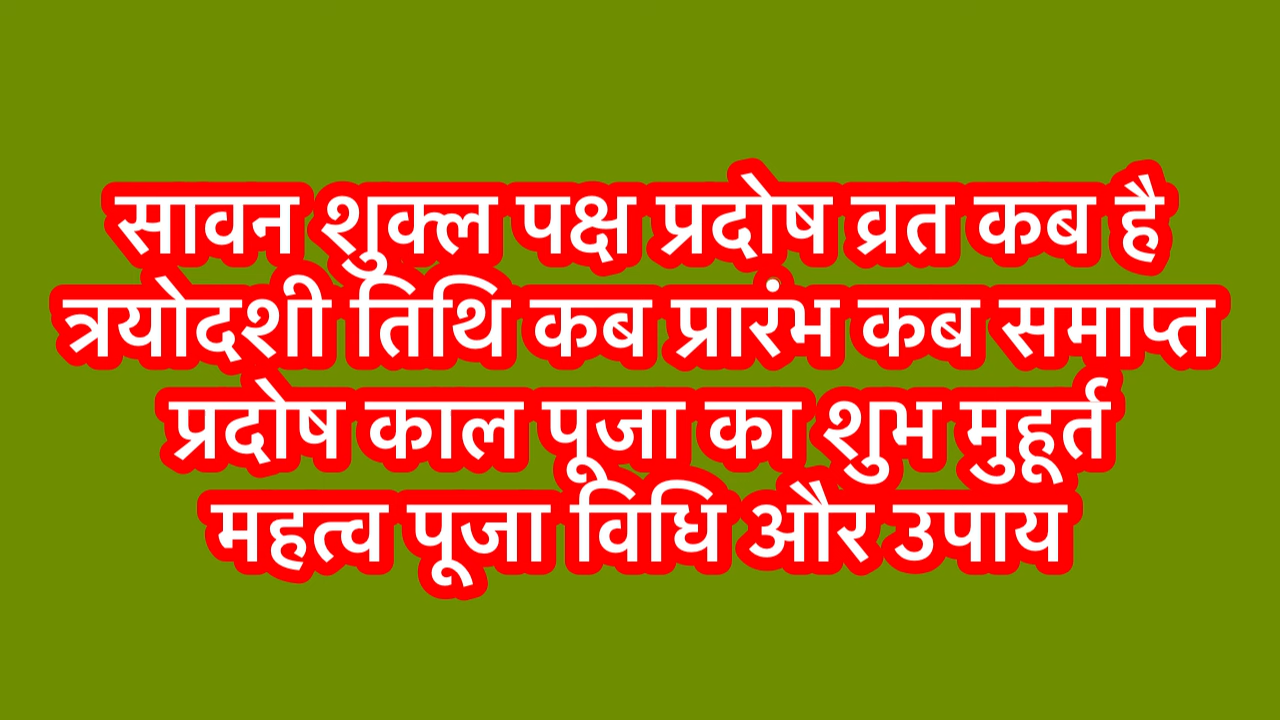 सावन शुक्ल पक्ष प्रदोष व्रत कब है
त्रयोदशी तिथि कब प्रारंभ कब समाप्त
प्रदोष काल पूजा का शुभ मुहूर्त
महत्व पूजा विधि और उपाय